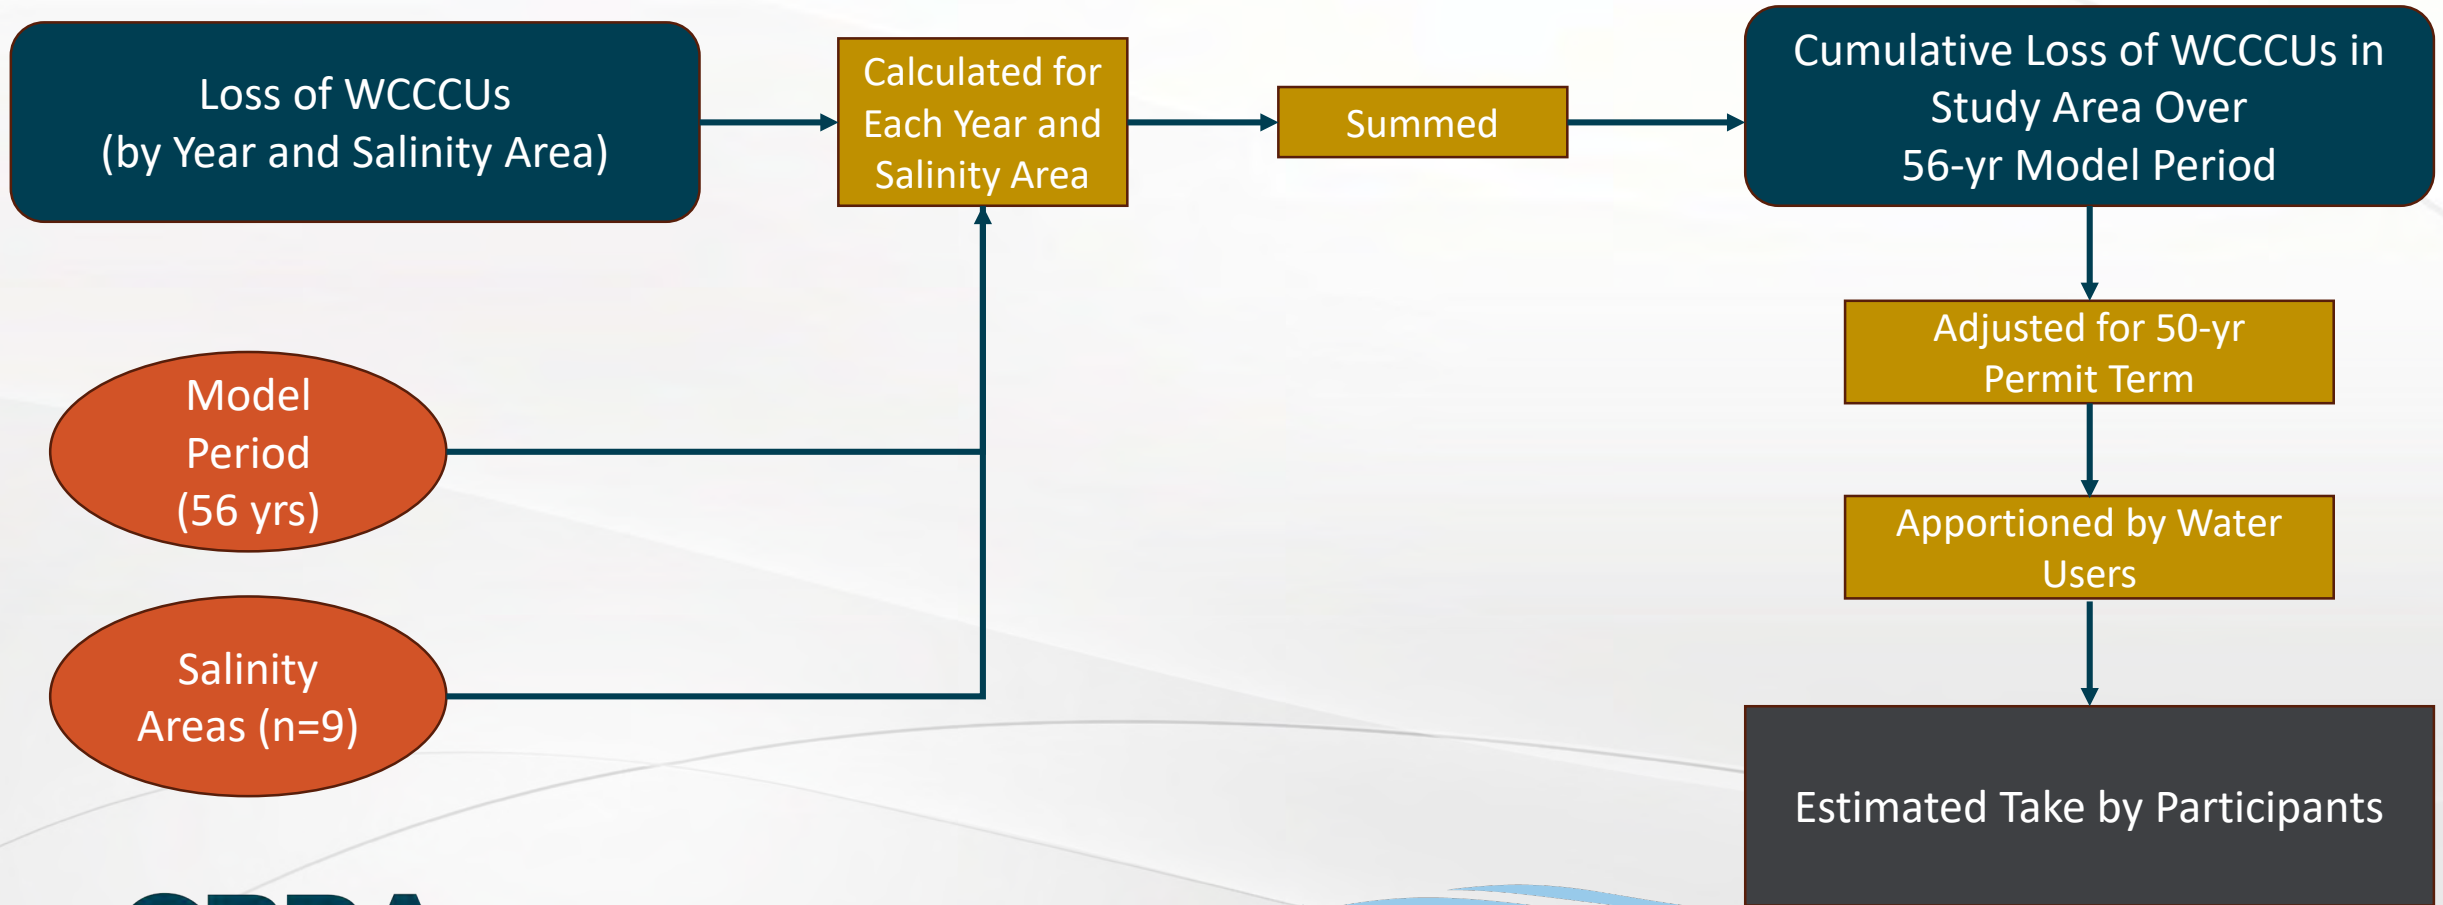 Loss of WCCCUs
(by Year and Salinity Area)
Calculated for
Each Year and
Salinity Area
Summed
Cumulative Loss of WCCCUs in
Study Area Over
56-yr Model Period
Model
Period
(56 yrs)
Salinity
Areas (n=9)
Adjusted for 50-yr
Permit Term
Apportioned by Water
Users
Estimated Take by Participants